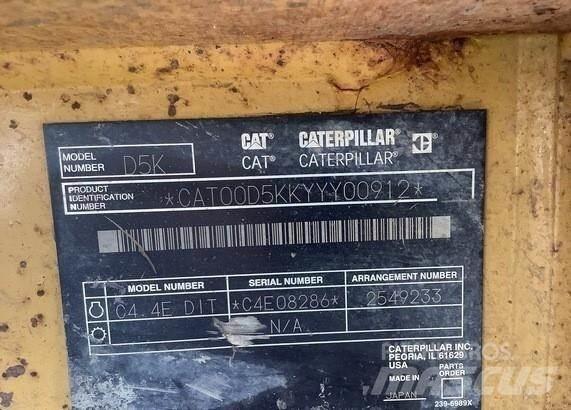 CAT CATERPILLAR
CAT® CATERPILLAR®
MODEL NUMBER D5K
PRODUCT IDENTIFICATION NUMBER *CAT00D5KKYYY00912*
MODEL NUMBER SERIAL NUMBER ARRANGEMENT NUMBER
C4.4E DIT *C4E08286* 2549233
N/A
CATERPILLAR INC.
PEORIA, IL 61629
USA
MADE IN JAPAN
PARTS ORDER
239-6989X
MASCUS